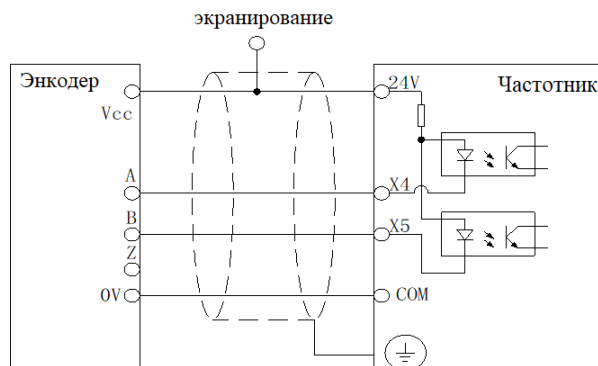 экранирование
Энкодер
Частотник
Vcc
24V
A
X4
B
X5
Z
0V
COM